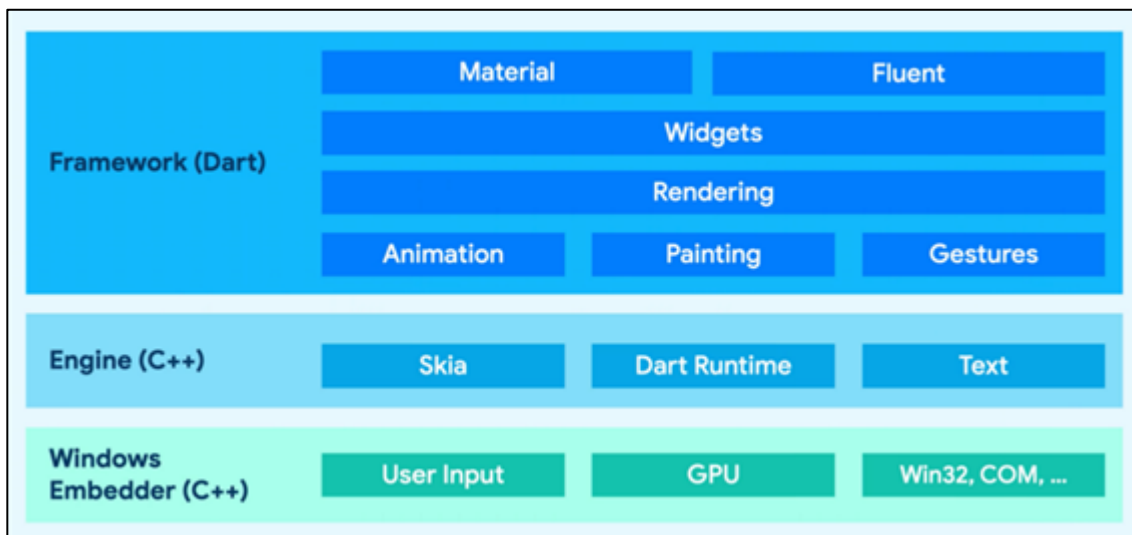 Material
Fluent
Widgets
Framework (Dart)
Rendering
Animation
Painting
Gestures
Engine (C++)
Skia
Dart Runtime
Text
Windows
Embedder (C++)
User Input
GPU
Win32, COM, ...